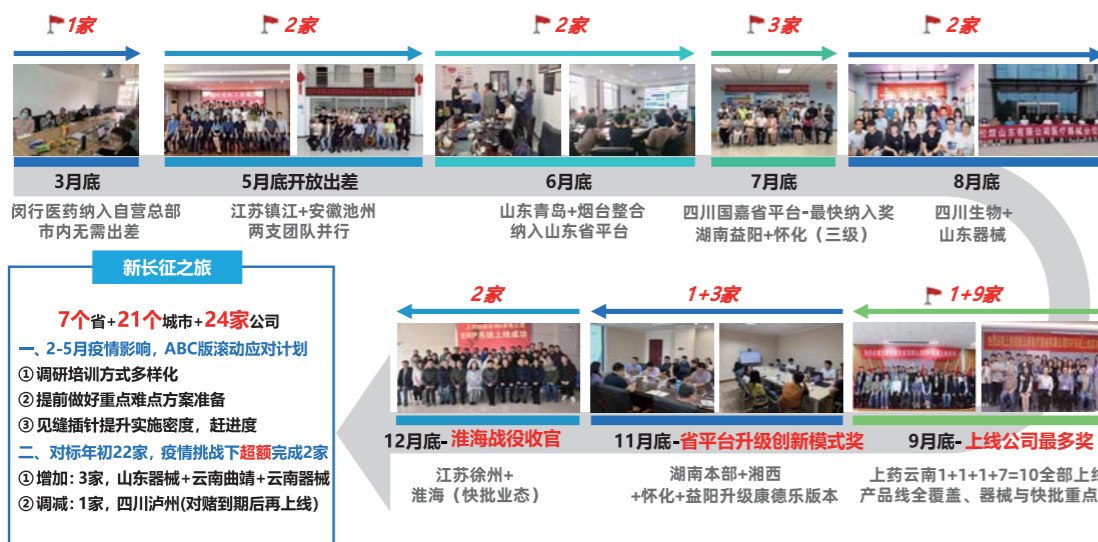 1家
2家
2家
3家
2家
3月底
5月底开放出差
6月底
7月底
8月底
闵行医药纳入自营总部
市内无需出差
江苏镇江+安徽池州
两支团队并行
山东青岛+烟台整合
纳入山东省平台
四川国嘉省平台-最快纳入奖
湖南益阳+怀化（三级）
四川生物+
山东器械
新长征之旅
7个省+21个城市+24家公司
一、2-5月疫情影响，ABC版滚动应对计划
①调研培训方式多样化
②提前做好重点难点方案准备
③见缝插针提升实施密度，赶进度
二、对标年初22家，疫情挑战下超额完成2家
①增加：3家，山东器械+云南曲靖+云南器械
②调减：1家，四川泸州(对赌到期后再上线)
2家
1+3家
1+9家
12月底-淮海战役收官
11月底-省平台升级创新模式奖
9月底-上线公司最多奖
江苏徐州+
淮海（快批业态）
湖南本部+湘西
+怀化+益阳升级康德乐版本
上药云南1+1+1+7=10全部上线
产品线全覆盖、器械与快批重点